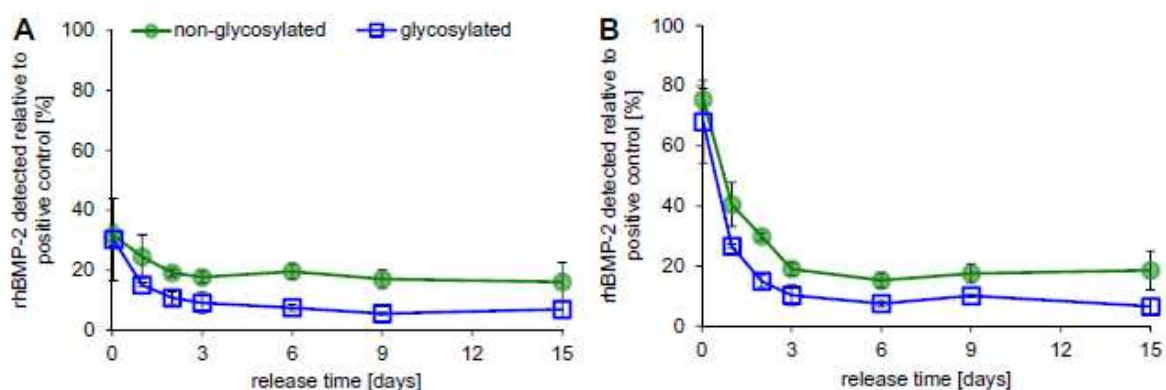 A
non-glycosylated
glycosylated
rhBMP-2 detected relative to
positive control [%]
100
80
60
40
20
0
0
3
6
9
12
15
release time [days]
B
rhBMP-2 detected relative to
positive control [%]
100
80
60
40
20
0
0
3
6
9
12
15
release time [days]